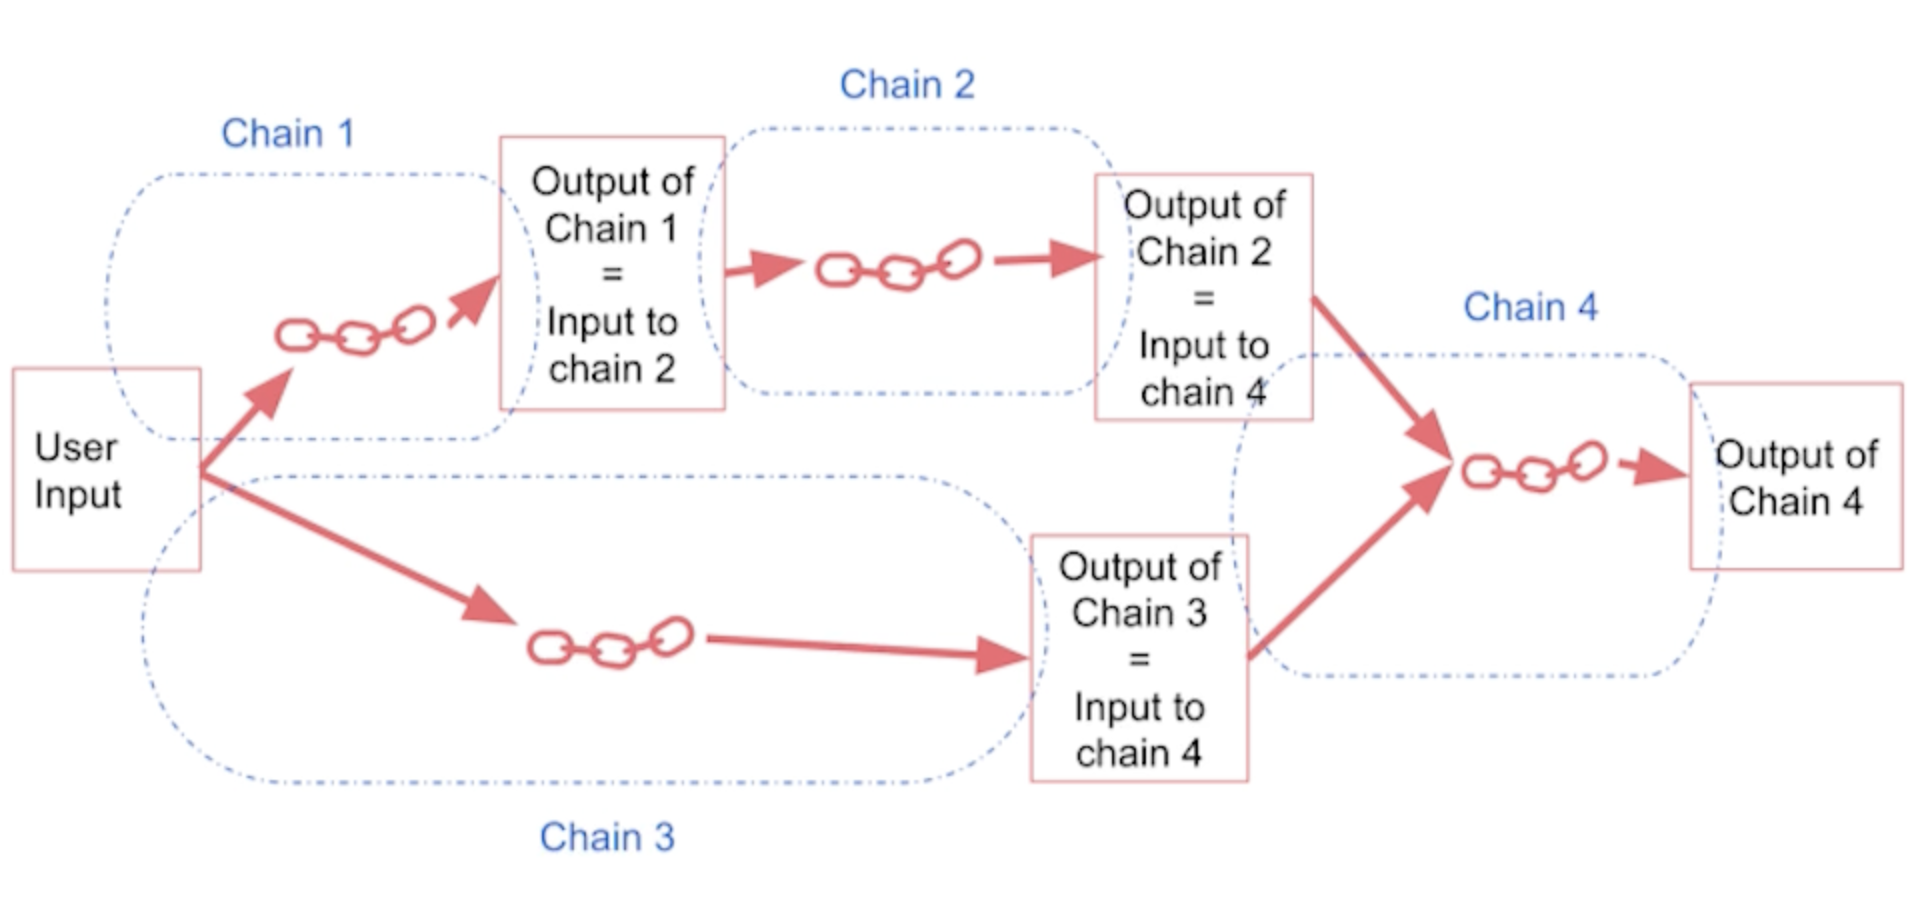 Chain 1
Chain 2
Output of
Chain 1
=
Input to
chain 2
Output of
Chain 2
=
Input to
chain 4
Chain 4
User
Input
Output of
Chain 4
Output of
Chain 3
=
Input to
chain 4
Chain 3